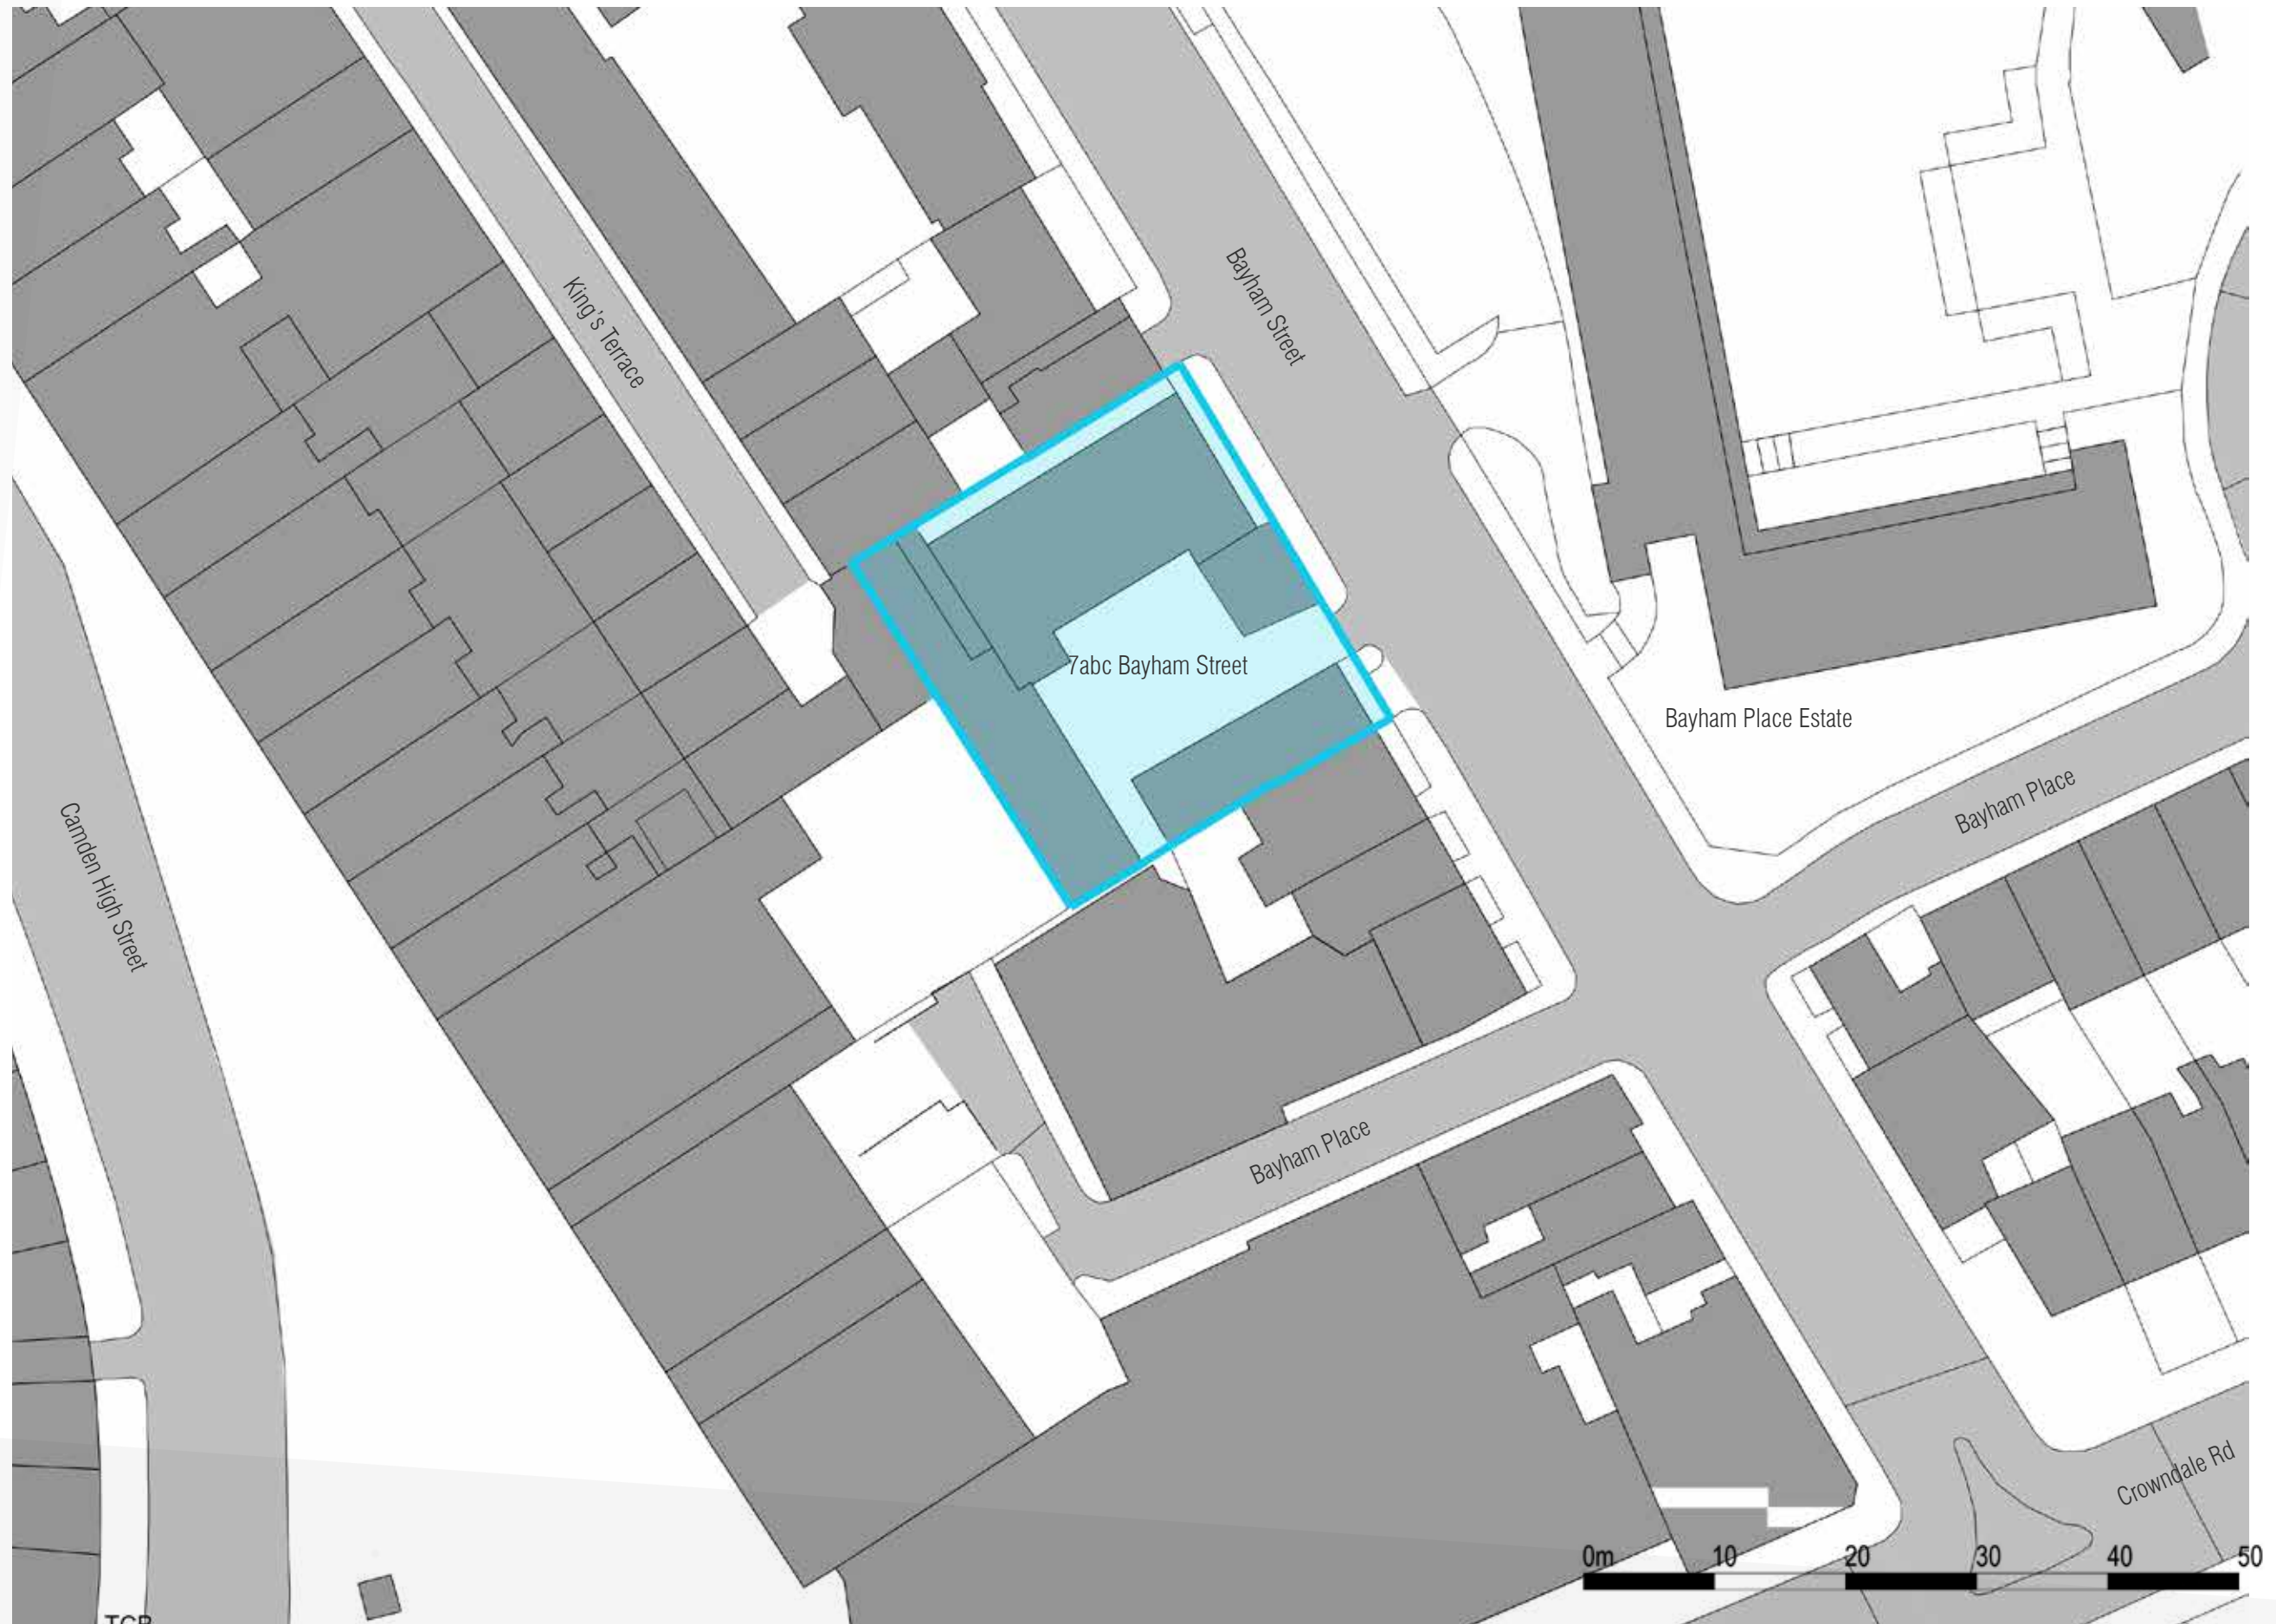 Bayham Street
King's Terrace
7abc Bayham Street
Bayham Place Estate
Bayham Place
Camden High Street
Bayham Place
Crowndale Rd
0m 10 20 30 40 50
TCB